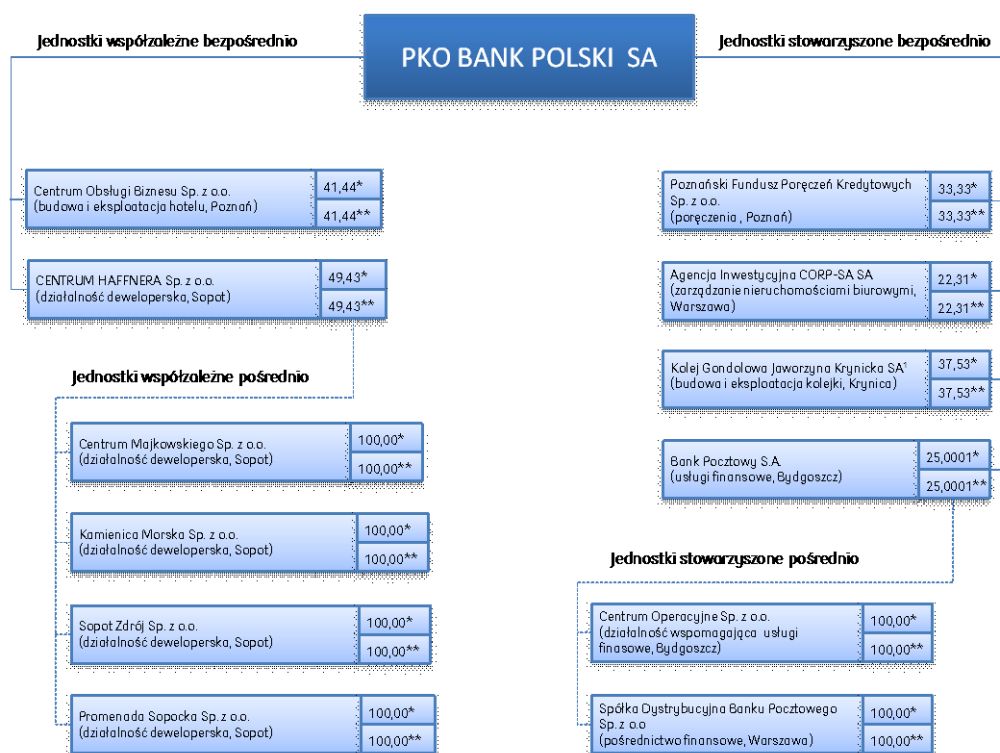 PKO BANK POLSKI SA
Jednostki współzależne bezpośrednio
Centrum Obsługi Biznesu Sp. z o.o.
(budowa i eksploatacja hotelu, Poznań)
41,44*
41,44**
CENTRUM HAFFNERA Sp. z o.o.
(działalność deweloperska, Sopot)
49,43*
49,43**
Jednostki współzależne pośrednio
Centrum Majkowskiego Sp. z o.o.
(działalność deweloperska, Sopot)
100,00*
100,00**
Kamienica Morska Sp. z o.o.
(działalność deweloperska, Sopot)
100,00*
100,00**
Sopot Zdrój Sp. z o.o.
(działalność deweloperska, Sopot)
100,00*
100,00**
Promenada Sopocka Sp. z o.o.
(działalność deweloperska, Sopot)
100,00*
100,00**
Jednostki stowarzyszone bezpośrednio
Poznański Fundusz Poręczeń Kredytowych
Sp. z o.o.
(poręczenia , Poznań)
33,33*
33,33**
Agencja Inwestycyjna CORP-SA SA
(zarządzanie nieruchomościami biurowymi,
Warszawa)
22,31*
22,31**
Kolej Gondolowa Jaworzyna Krynicka SA¹
(budowa i eksploatacja kolejki, Krynica)
37,53*
37,53**
Bank Pocztowy S.A.
(usługi finansowe, Bydgoszcz)
25,0001*
25,0001**
Jednostki stowarzyszone pośrednio
Centrum Operacyjne Sp. z o.o.
(działalność wspomagająca usługi
finasowe, Bydgoszcz)
100,00*
100,00**
Spółka Dystrybucyjna Banku Pocztowego
Sp. z o.o
(pośrednictwo finansowe, Warszawa)
100,00*
100,00**